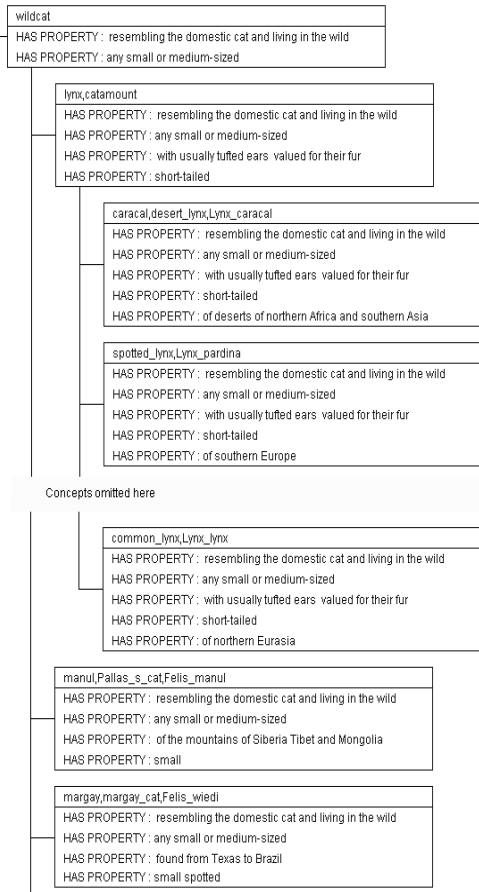 wildcat
HAS PROPERTY : resembling the domestic cat and living in the wild
HAS PROPERTY : any small or medium-sized
lynx,catamount
HAS PROPERTY : resembling the domestic cat and living in the wild
HAS PROPERTY : any small or medium-sized
HAS PROPERTY : with usually tufted ears valued for their fur
HAS PROPERTY : short-tailed
caracal,desert_lynx,Lynx_caracal
HAS PROPERTY : resembling the domestic cat and living in the wild
HAS PROPERTY : any small or medium-sized
HAS PROPERTY : with usually tufted ears valued for their fur
HAS PROPERTY : short-tailed
HAS PROPERTY : of deserts of northern Africa and southern Asia
spotted_lynx,Lynx_pardina
HAS PROPERTY : resembling the domestic cat and living in the wild
HAS PROPERTY : any small or medium-sized
HAS PROPERTY : with usually tufted ears valued for their fur
HAS PROPERTY : short-tailed
HAS PROPERTY : of southern Europe
Concepts omitted here
common_lynx,Lynx_lynx
HAS PROPERTY : resembling the domestic cat and living in the wild
HAS PROPERTY : any small or medium-sized
HAS PROPERTY : with usually tufted ears valued for their fur
HAS PROPERTY : short-tailed
HAS PROPERTY : of northern Eurasia
manul,Pallas_s_cat,Felis_manul
HAS PROPERTY : resembling the domestic cat and living in the wild
HAS PROPERTY : any small or medium-sized
HAS PROPERTY : of the mountains of Siberia Tibet and Mongolia
HAS PROPERTY : small
margay,margay_cat,Felis_wiedi
HAS PROPERTY : resembling the domestic cat and living in the wild
HAS PROPERTY : any small or medium-sized
HAS PROPERTY : found from Texas to Brazil
HAS PROPERTY : small spotted